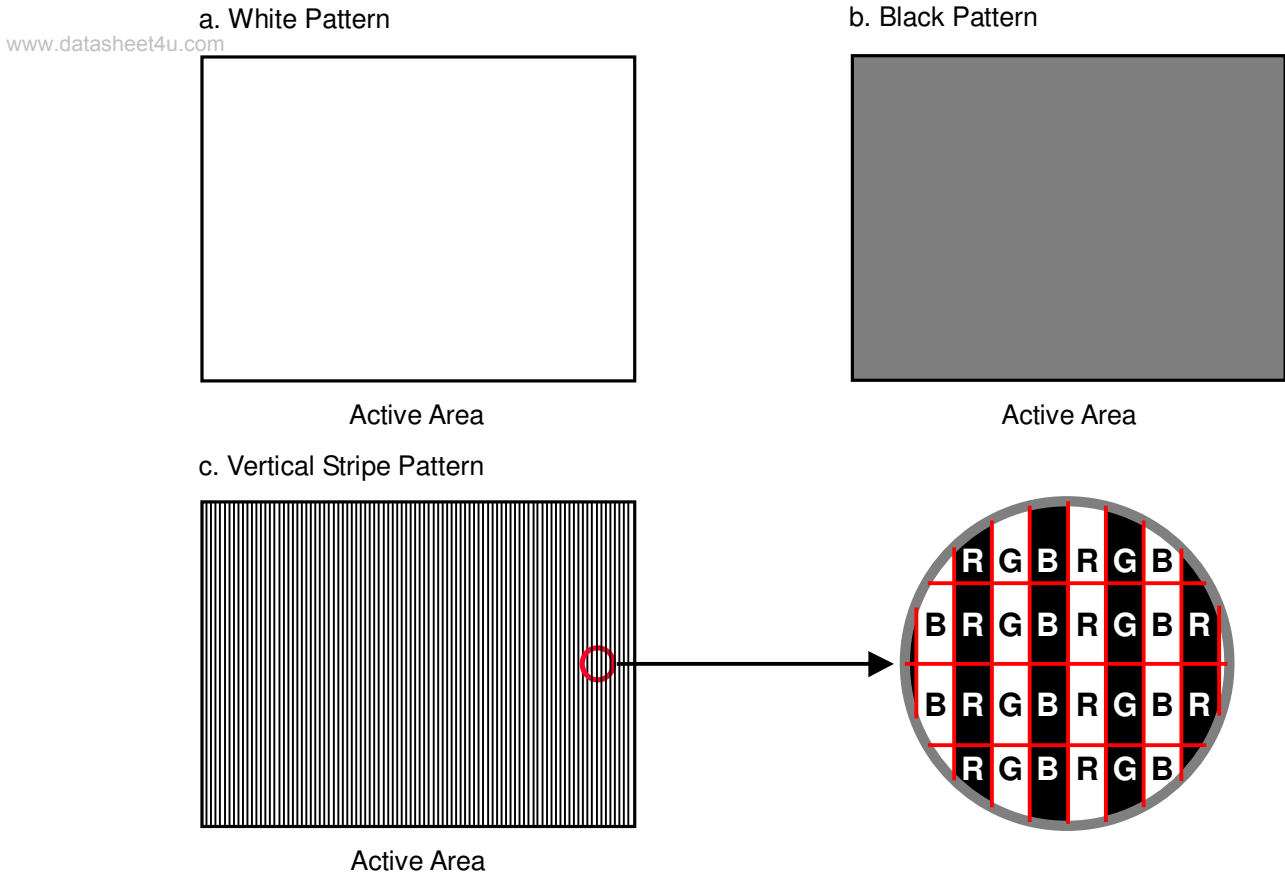 a. White Pattern
b. Black Pattern
www.datasheet4u.com
Active Area
Active Area
c. Vertical Stripe Pattern
R G B R G B
B R G B R G B R
B R G B R G B R
R G B R G B
Active Area